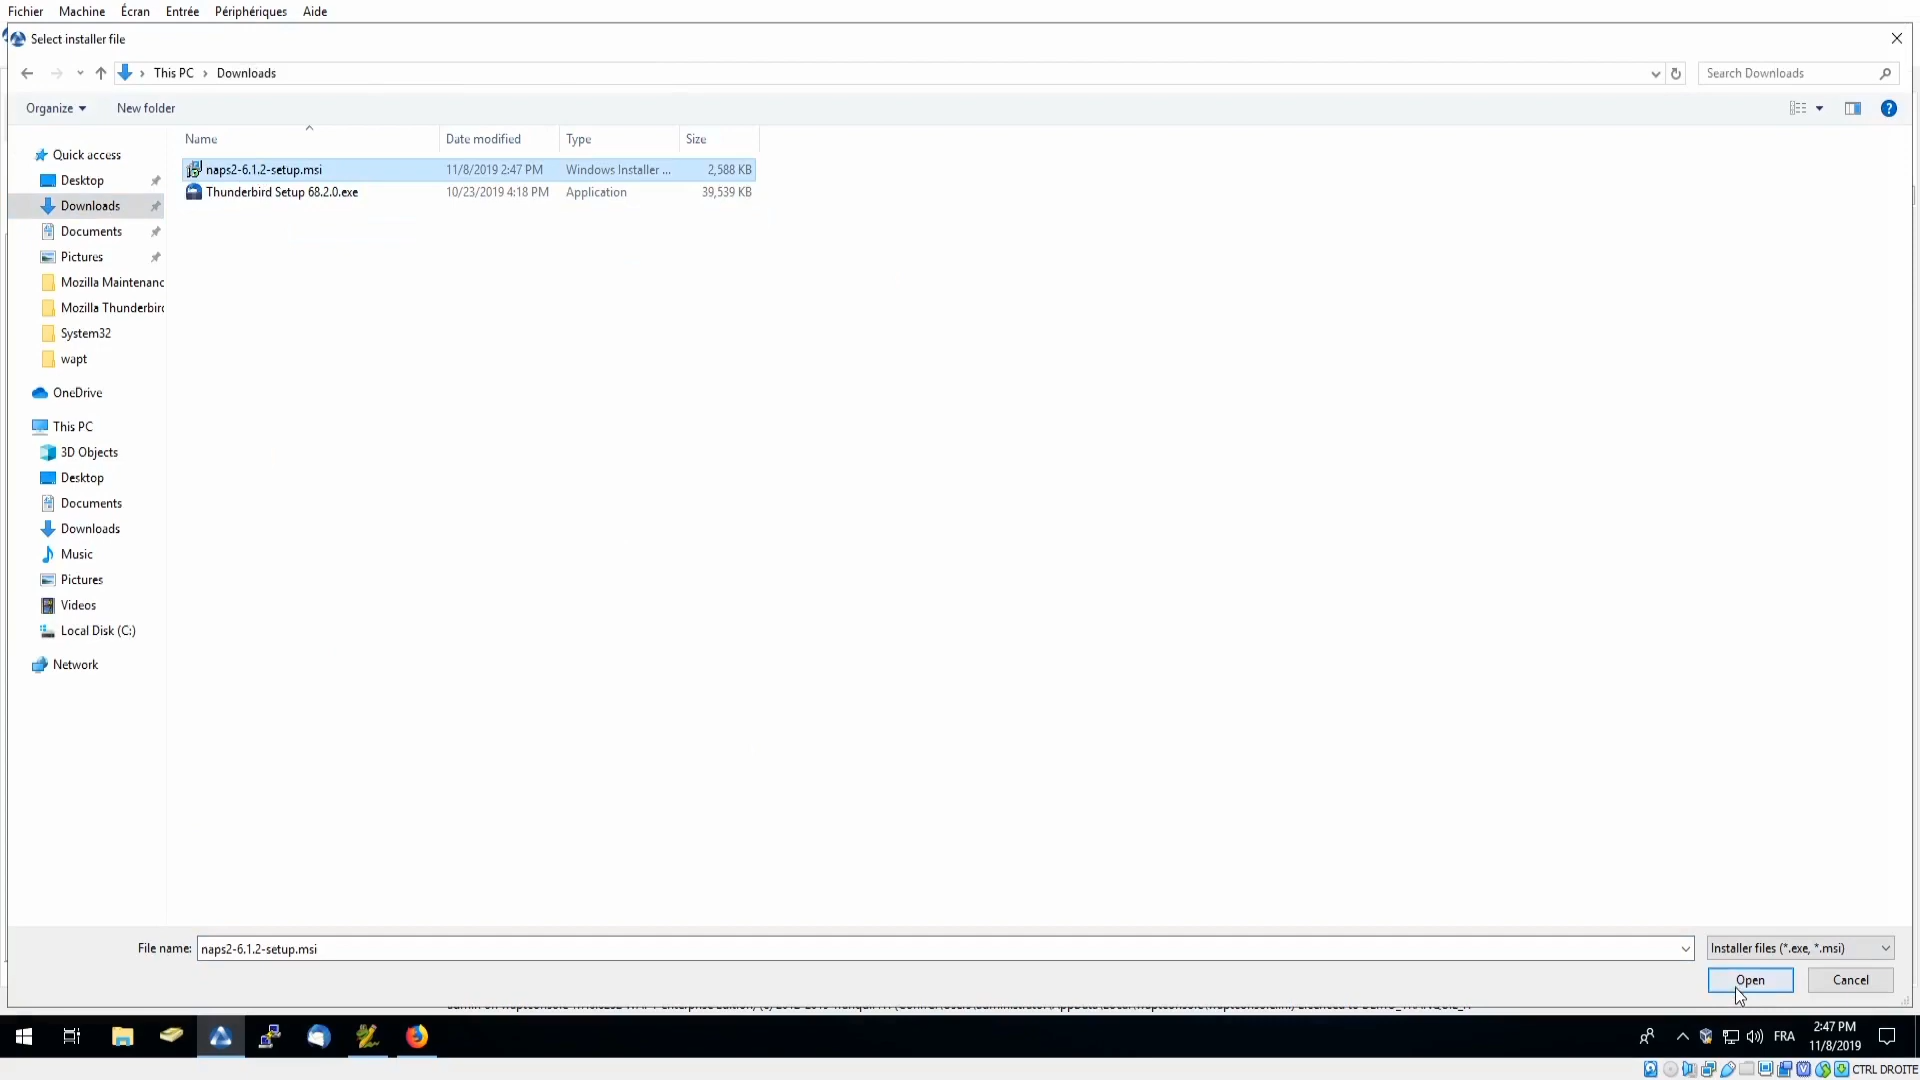 Fichier Machine Écran Entrée Périphériques Aide
Select installer file
This PC > Downloads
Search Downloads
Organize New folder
Name Date modified Type Size
naps2-6.1.2-setup.msi 11/8/2019 2:47 PM Windows Installer ... 2,588 KB
Thunderbird Setup 68.2.0.exe 10/23/2019 4:18 PM Application 39,539 KB
Quick access
Desktop
Downloads
Documents
Pictures
Mozilla Maintenanc
Mozilla Thunderbird
System32
wapt
OneDrive
This PC
3D Objects
Desktop
Documents
Downloads
Music
Pictures
Videos
Local Disk (C:)
Network
File name: naps2-6.1.2-setup.msi
Installer files (*.exe, *.msi)
Open Cancel
FRA
2:47 PM
11/8/2019
CTRL DROITE